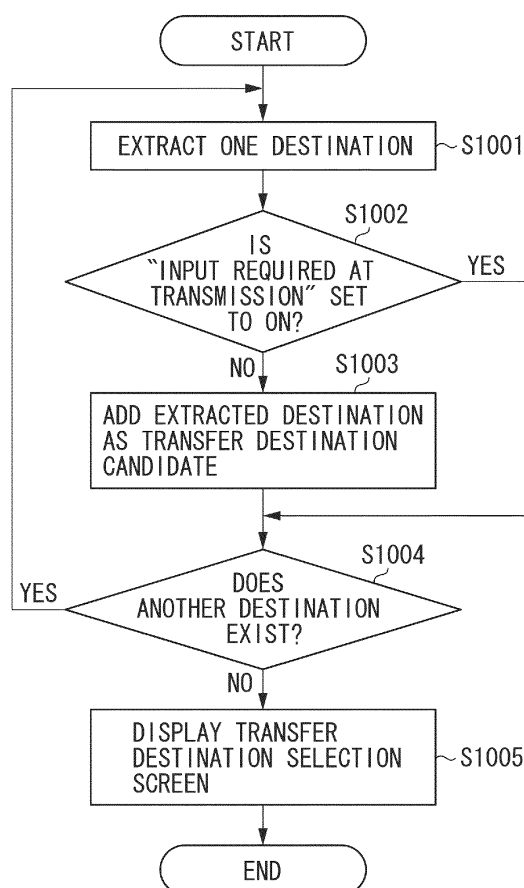 START
EXTRACT ONE DESTINATION
S1001
S1002
IS
"INPUT REQUIRED AT
TRANSMISSION" SET
TO ON?
YES
NO
S1003
ADD EXTRACTED DESTINATION
AS TRANSFER DESTINATION
CANDIDATE
S1004
DOES
ANOTHER DESTINATION
EXIST?
YES
NO
DISPLAY TRANSFER
DESTINATION SELECTION
SCREEN
S1005
END